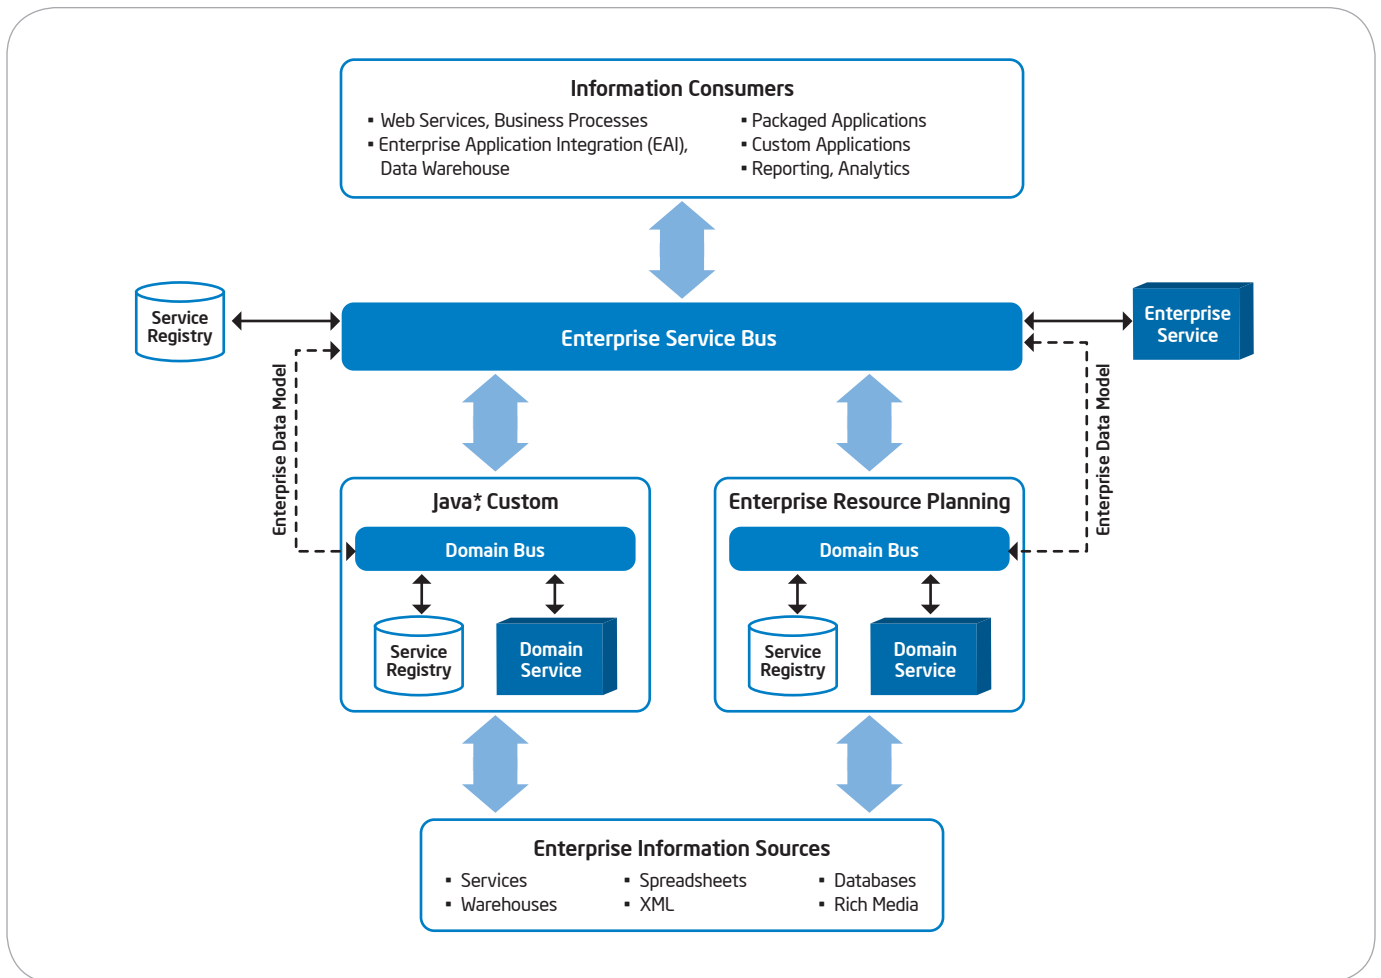 Information Consumers
▪ Web Services, Business Processes
▪ Enterprise Application Integration (EAI),
Data Warehouse
▪ Packaged Applications
▪ Custom Applications
▪ Reporting, Analytics
Service
Registry
Enterprise Service Bus
Enterprise
Service
Enterprise Data Model
Enterprise Data Model
Java*, Custom
Domain Bus
Service
Registry
Domain
Service
Enterprise Resource Planning
Domain Bus
Service
Registry
Domain
Service
Enterprise Information Sources
▪ Services
▪ Warehouses
▪ Spreadsheets
▪ XML
▪ Databases
▪ Rich Media